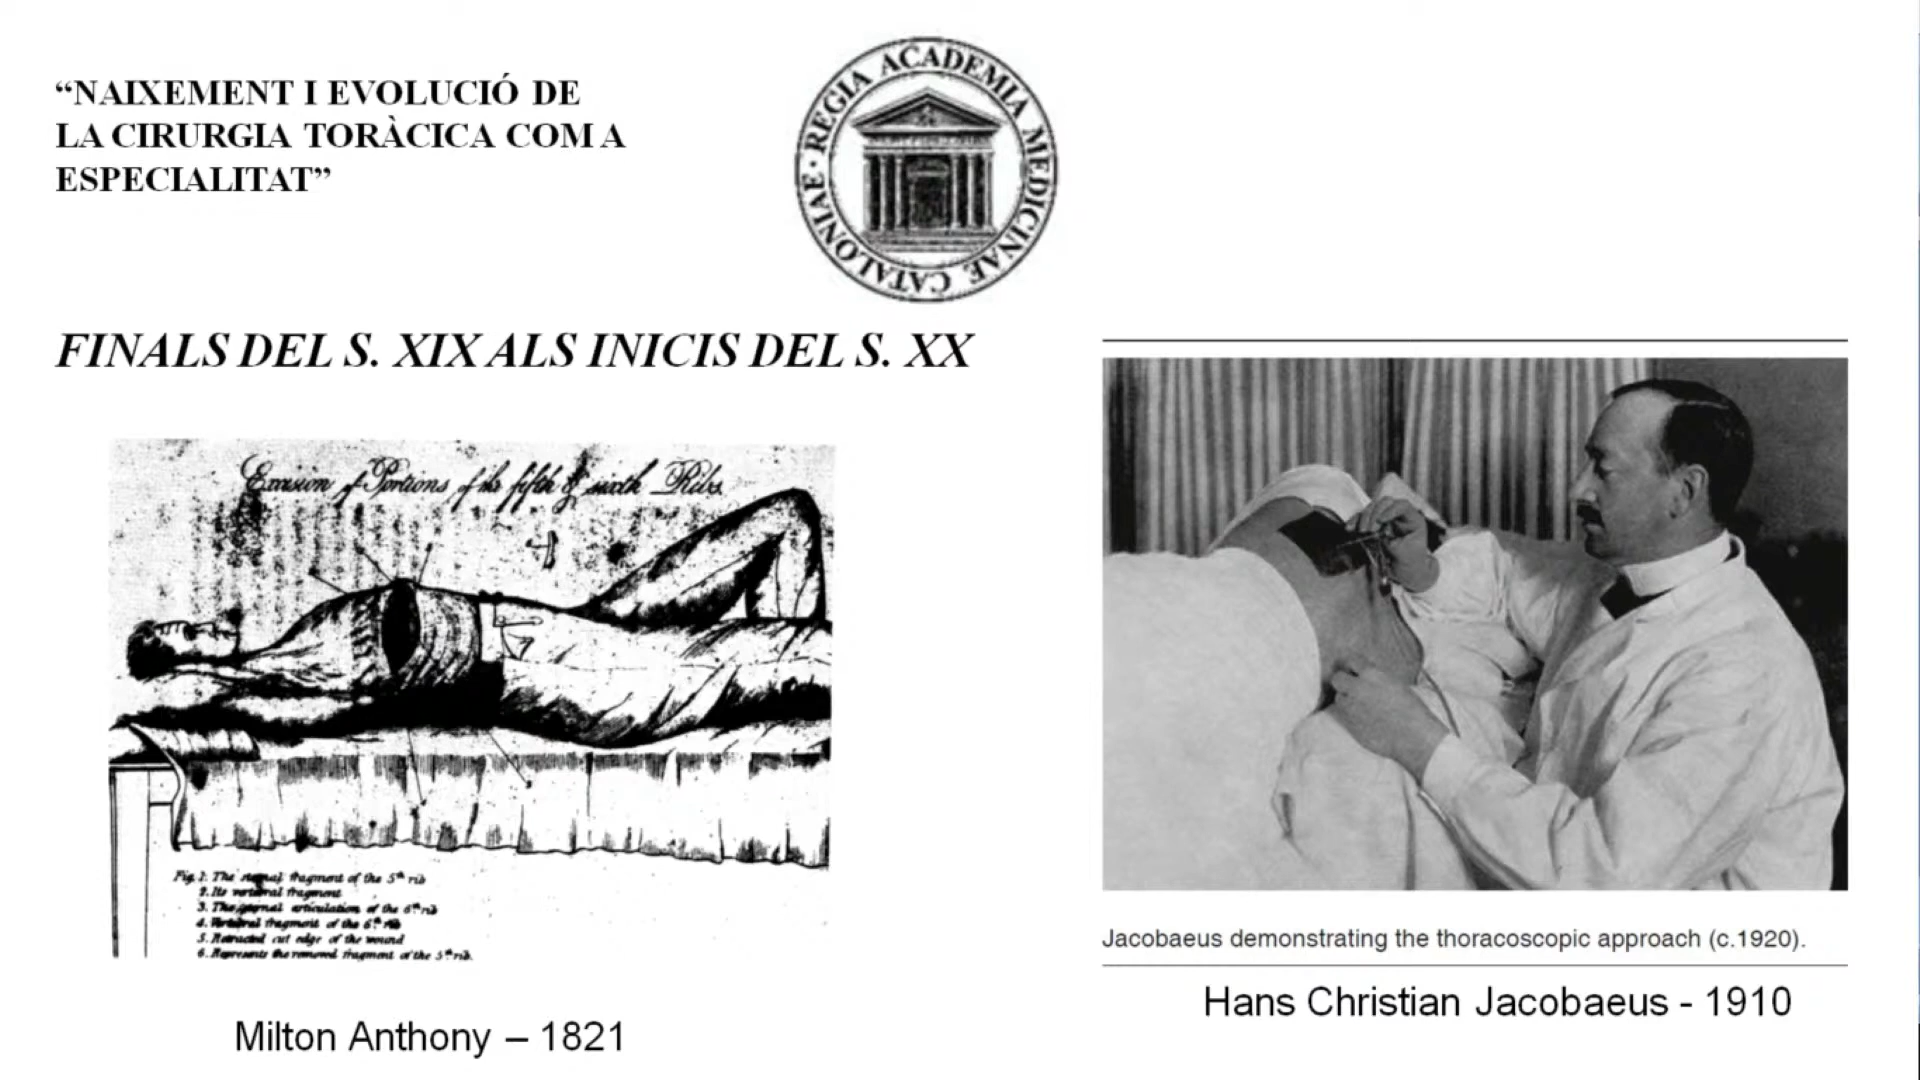 “NAIXEMENT I EVOLUCIÓ DE
LA CIRURGIA TORÀCICA COM A
ESPECIALITAT”
REGIA ACADEMIA MEDICINAE CATALONIAE ·
FINALS DEL S. XIX ALS INICIS DEL S. XX
Excision of Portions of the fifth & sixth Ribs.
Fig. 1. The sternal fragment of the 5th rib
2. Its vertebral fragment
3. The sternal articulation of the 6th rib
4. Vertebral fragment of the 6th rib
5. Retracted cut edge of the wound
6. Represents the removed fragment of the 5th rib.
Milton Anthony – 1821
Jacobaeus demonstrating the thoracoscopic approach (c.1920).
Hans Christian Jacobaeus - 1910